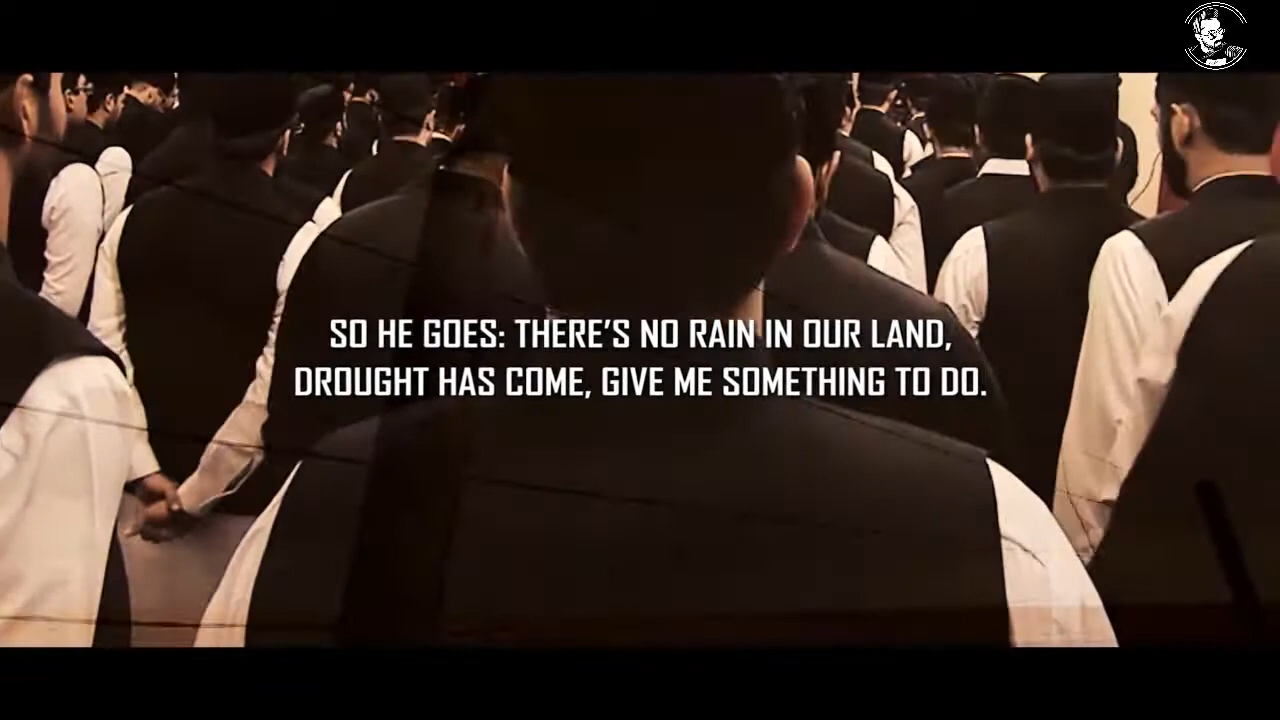 SO HE GOES: THERE'S NO RAIN IN OUR LAND,
DROUGHT HAS COME, GIVE ME SOMETHING TO DO.